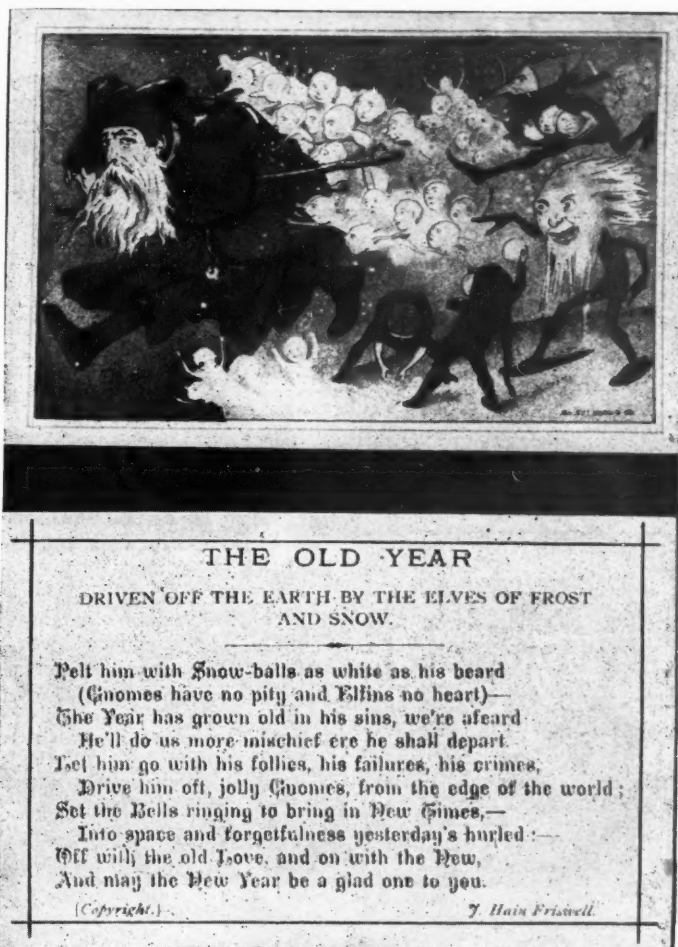 THE OLD YEAR
DRIVEN OFF THE EARTH BY THE ELVES OF FROST
AND SNOW.
Pelt him with Snow-balls as white as his beard
(Gnomes have no pity and Elfins no heart)—
The Year has grown old in his sins, we're afeard
He'll do us more mischief ere he shall depart.
Let him go with his follies, his failures, his crimes,
Drive him off, jolly Gnomes, from the edge of the world;
Set the Bells ringing to bring in New Times,—
Into space and forgetfulness yesterday's hurled:—
Off with the old Love, and on with the New,
And may the New Year be a glad one to you.
[Copyright.] J. Hain Friswell.